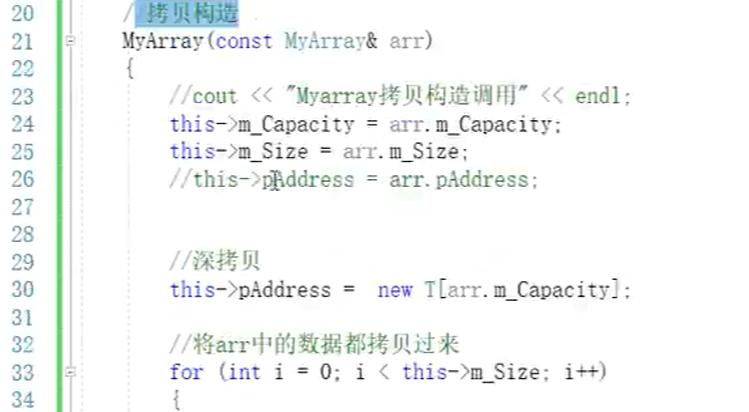 20 //拷贝构造
21 MyArray(const MyArray& arr)
22 {
23 //cout << "Myarray拷贝构造调用" << endl;
24 this->m_Capacity = arr.m_Capacity;
25 this->m_Size = arr.m_Size;
26 //this->pAddress = arr.pAddress;
27
28
29 //深拷贝
30 this->pAddress =  new T[arr.m_Capacity];
31
32 //将arr中的数据都拷贝过来
33 for (int i = 0; i < this->m_Size; i++)
34 {